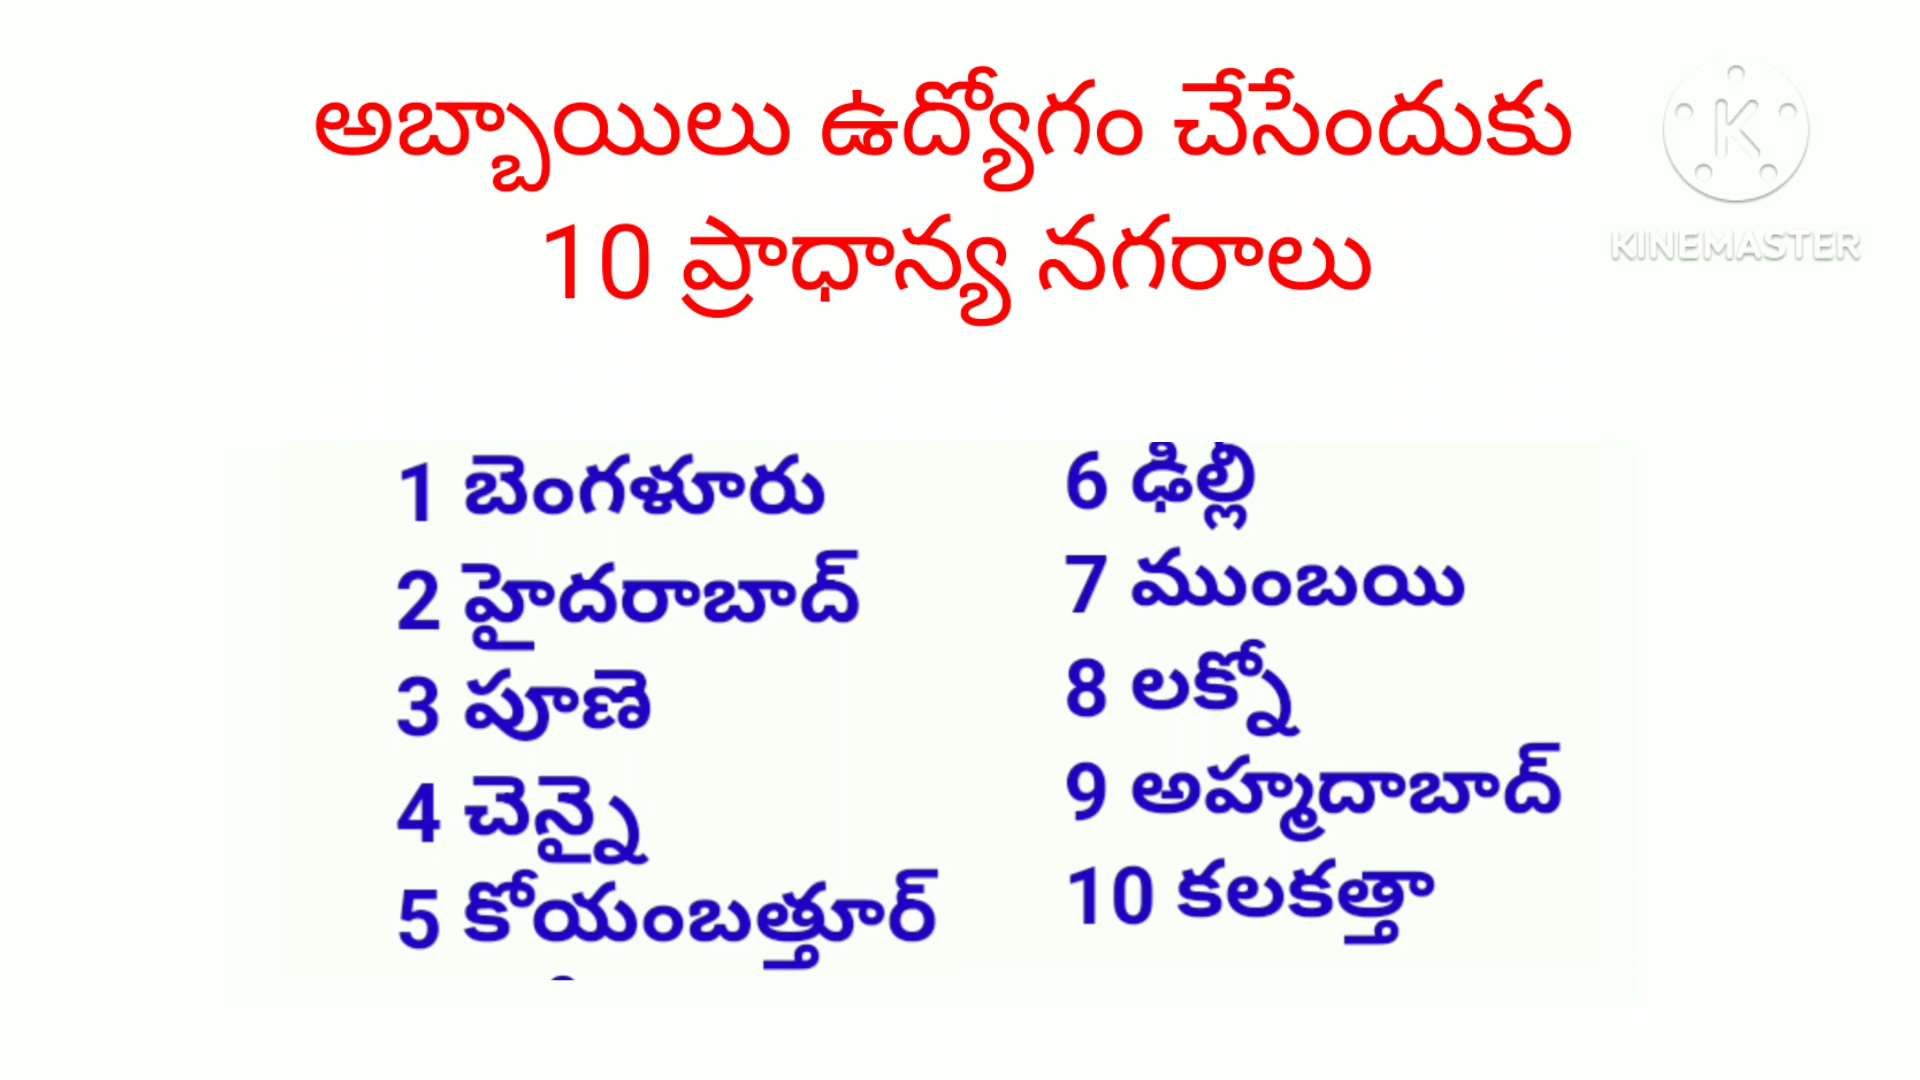 అబ్బాయిలు ఉద్యోగం చేసేందుకు
10 ప్రాధాన్య నగరాలు
KINEMASTER
1 బెంగళూరు
2 హైదరాబాద్
3 పూణె
4 చెన్నై
5 కోయంబత్తూర్
6 ఢిల్లీ
7 ముంబయి
8 లక్నో
9 అహ్మదాబాద్
10 కలకత్తా